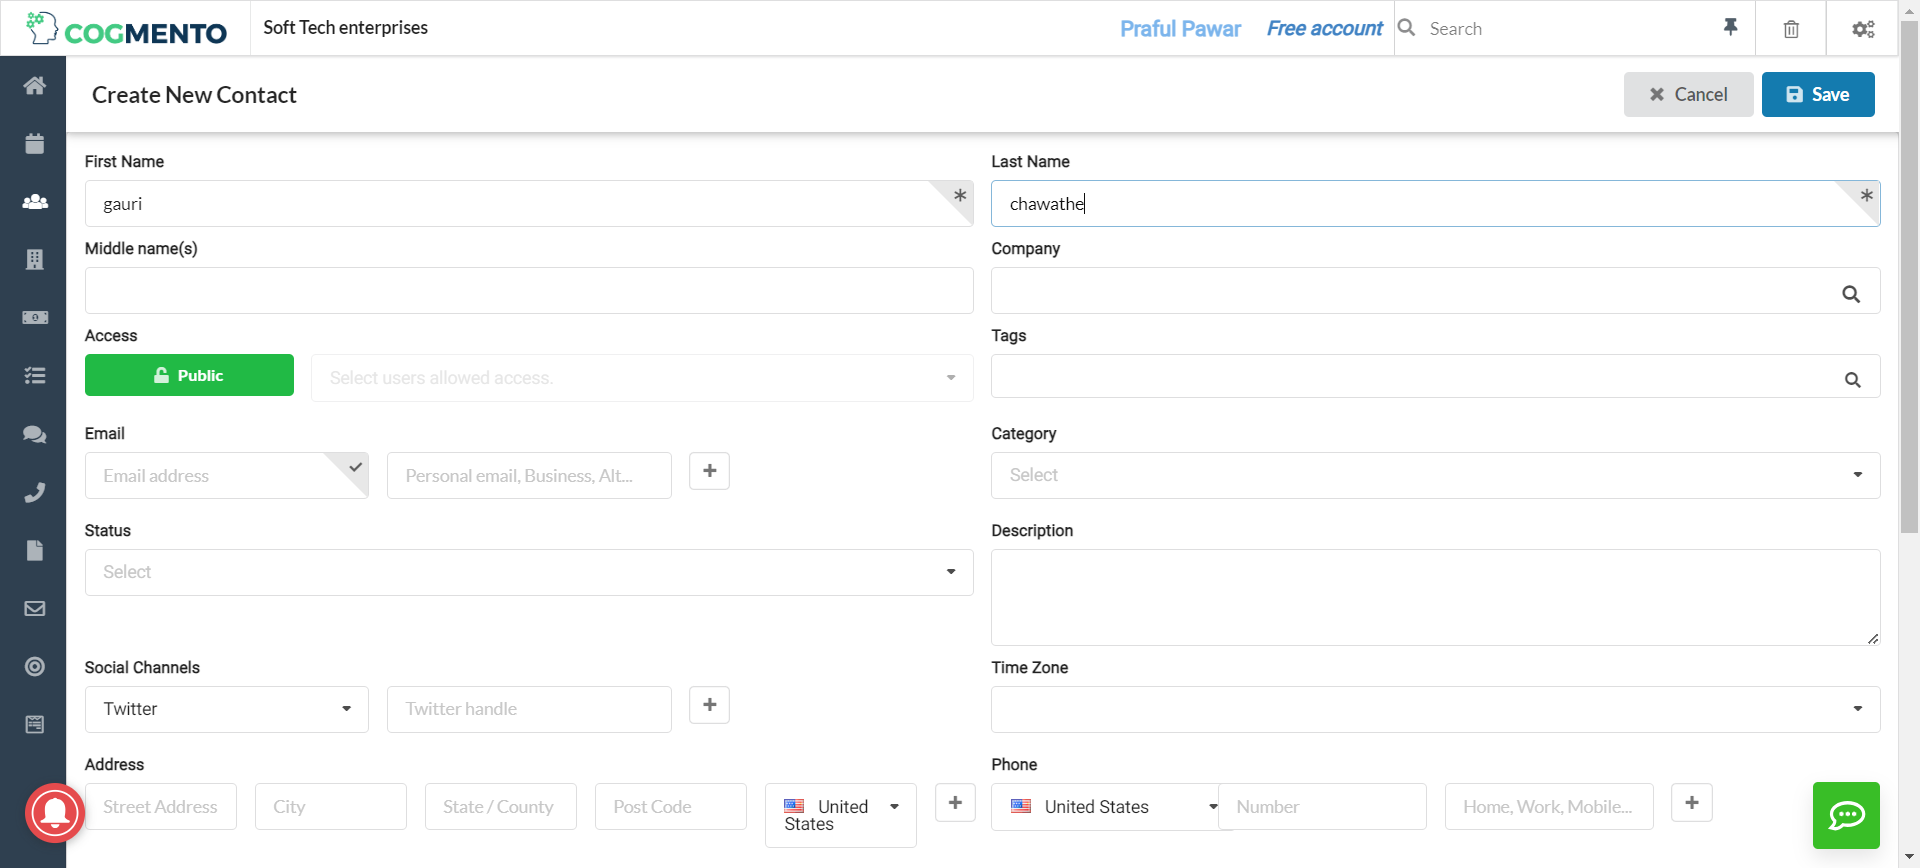 COGMENTO
Soft Tech enterprises
Praful Pawar
Free account
Search
Create New Contact
Cancel
Save
First Name
Last Name
gauri
chawathe
Middle name(s)
Company
Access
Tags
Public
Select users allowed access.
Email
Category
Email address
Personal email, Business, Alt...
Select
Status
Description
Select
Social Channels
Time Zone
Twitter
Twitter handle
Address
Phone
Street Address
City
State / County
Post Code
United
States
United States
Number
Home, Work, Mobile...